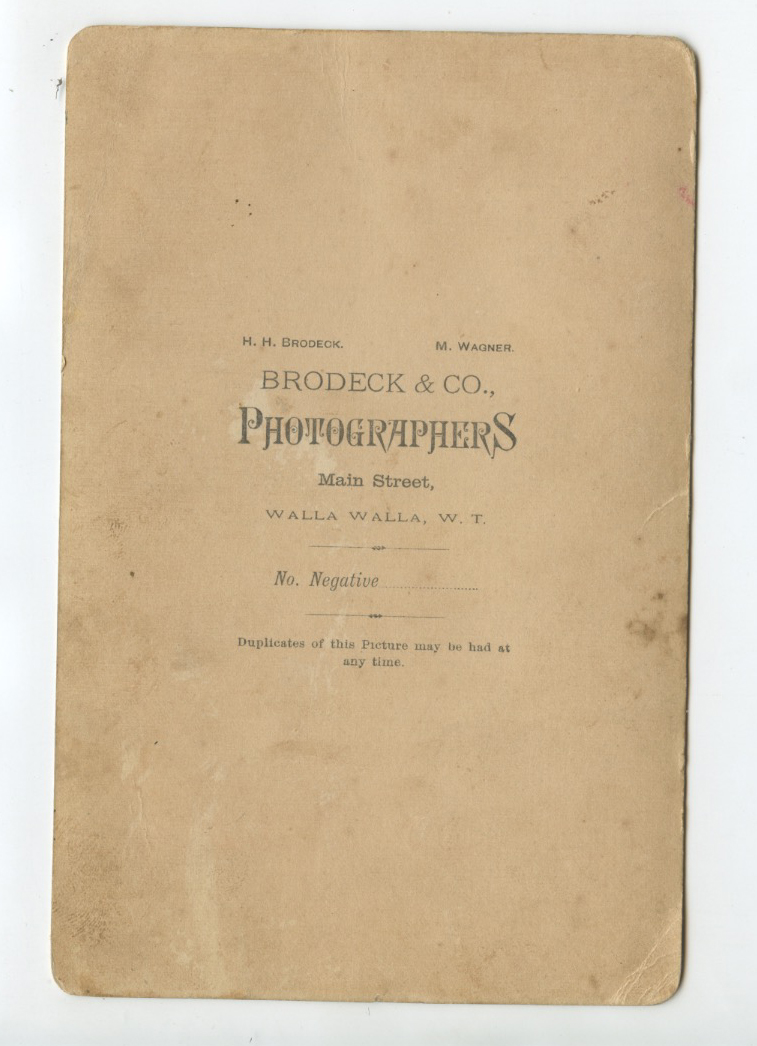 H. H. BRODECK. M. WAGNER.
BRODECK & CO.,
PHOTOGRAPHERS
Main Street,
WALLA WALLA, W. T.
No. Negative
Duplicates of this Picture may be had at
any time.